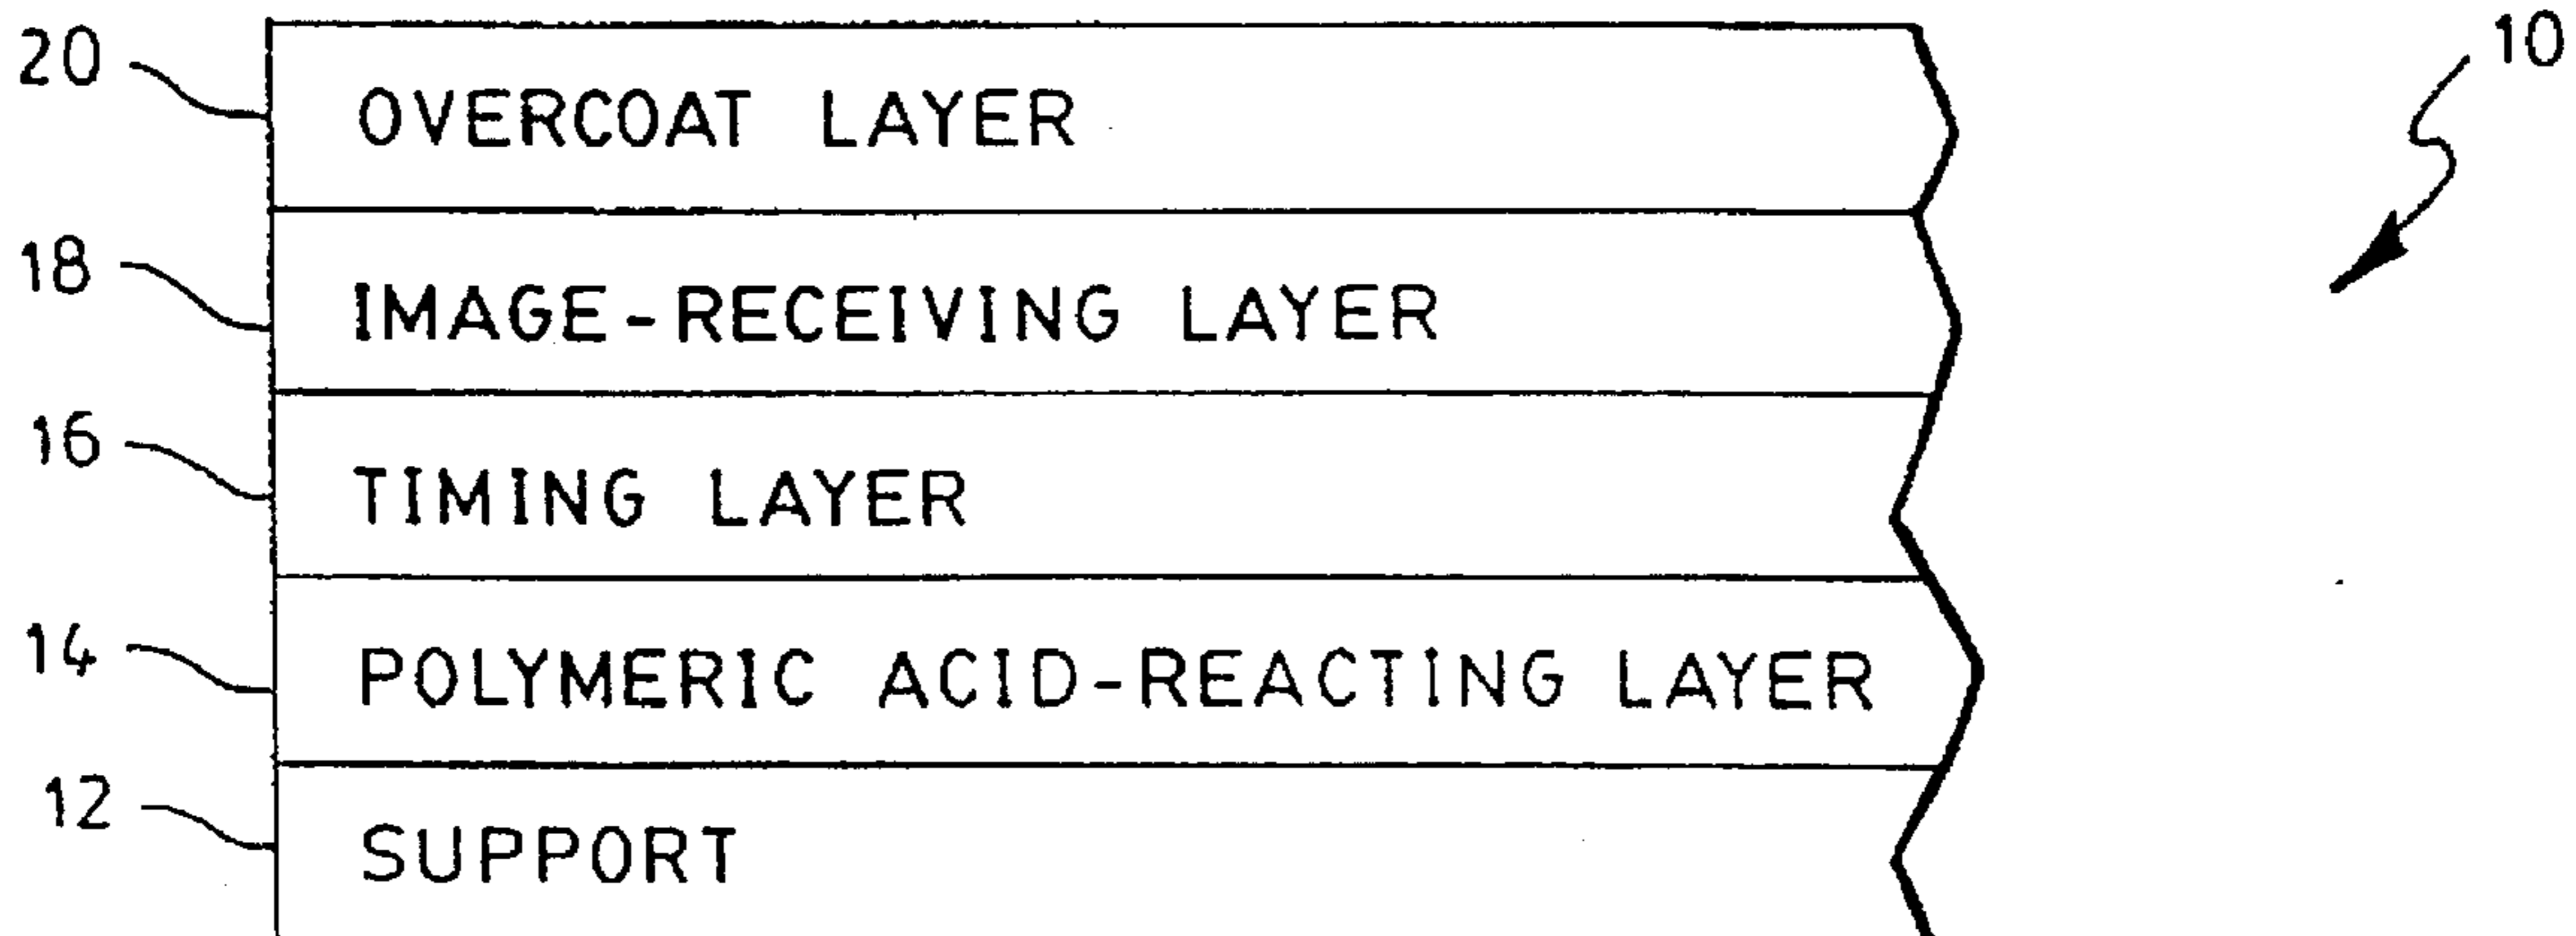 10
20 OVERCOAT LAYER
18 IMAGE-RECEIVING LAYER
16 TIMING LAYER
14 POLYMERIC ACID-REACTING LAYER
12 SUPPORT